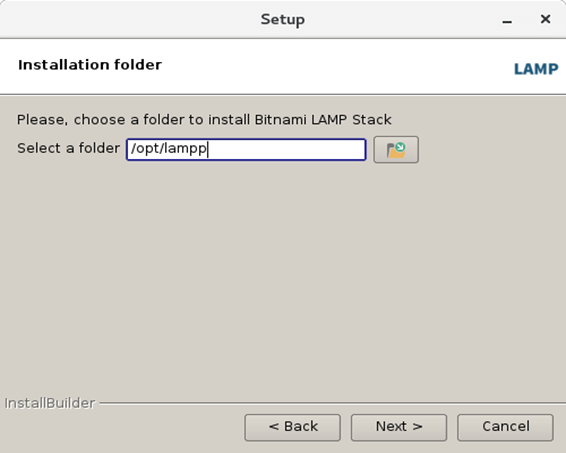 Setup
Installation folder
LAMP
Please, choose a folder to install Bitnami LAMP Stack
Select a folder /opt/lampp
InstallBuilder
< Back Next > Cancel